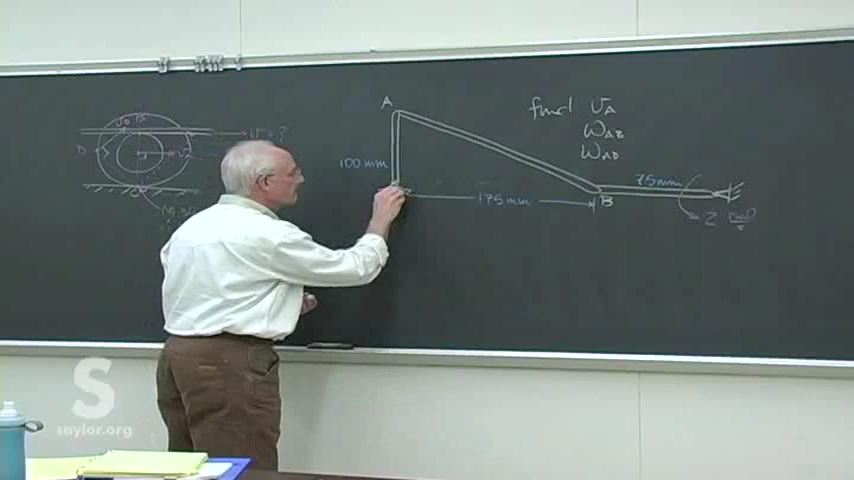 A
find vA
ωAB
ωAD
100 mm
175 mm
B
75 mm
2 rad/s
D
v = ?
S
saylor.org